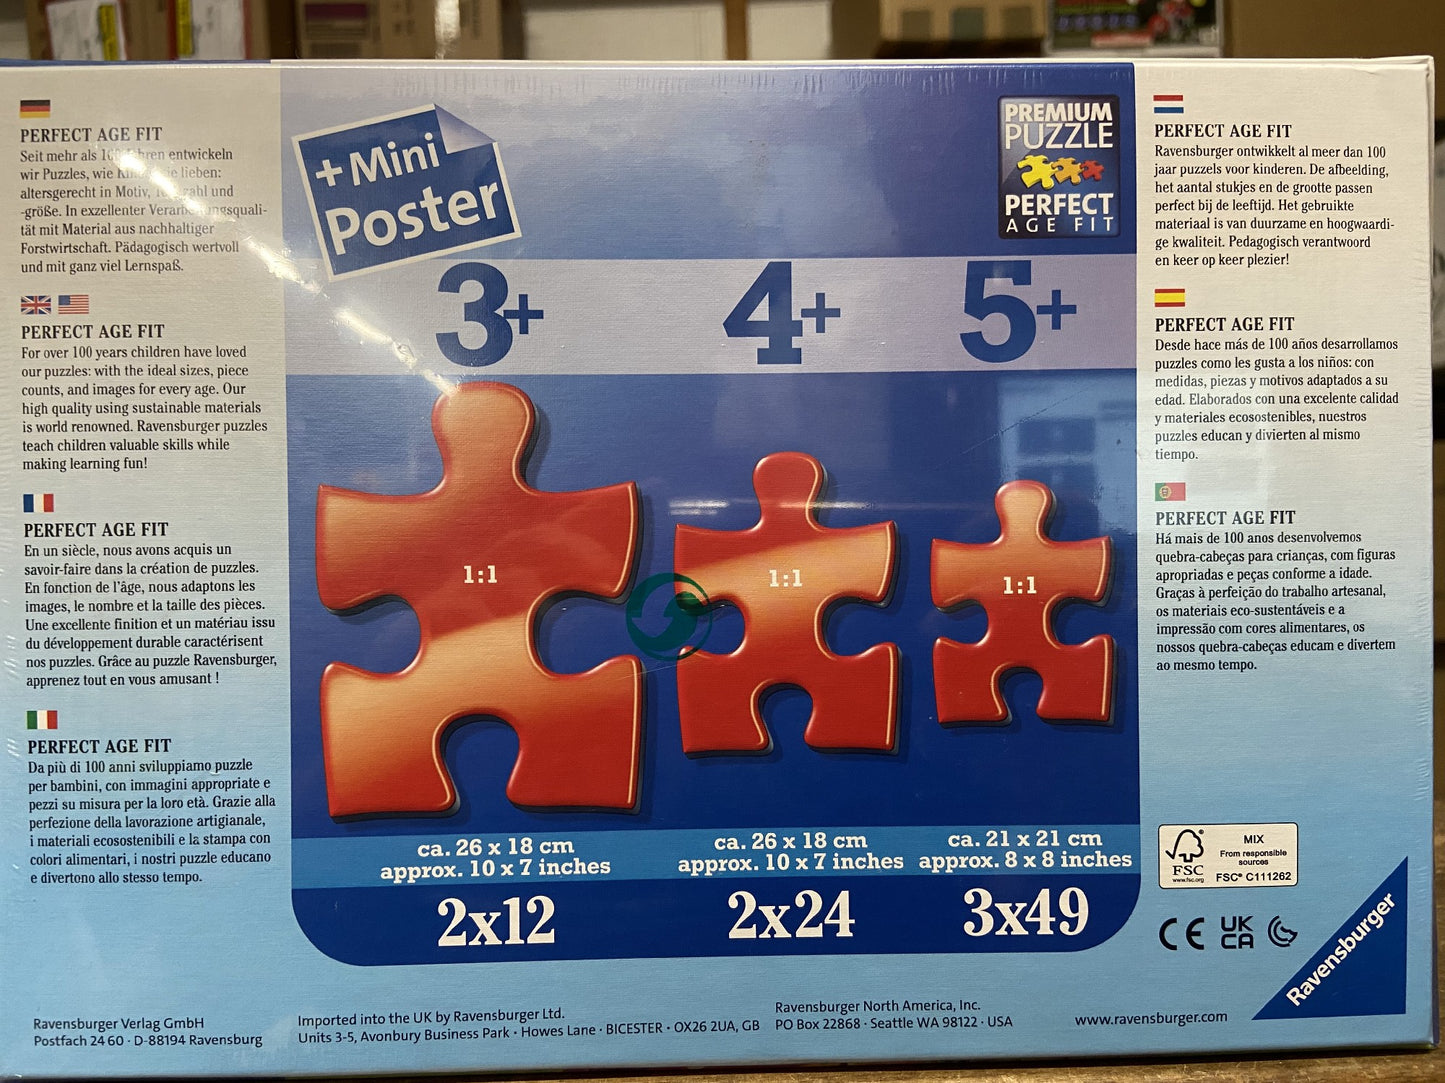 PERFECT AGE FIT
Seit mehr als 100 Jahren entwickeln
wir Puzzles, wie Kinder sie lieben:
altersgerecht in Motiv, Teilezahl und
-größe. In exzellenter Verarbeitungsquali-
tät mit Material aus nachhaltiger
Forstwirtschaft. Pädagogisch wertvoll
und mit ganz viel Lernspaß.
PERFECT AGE FIT
For over 100 years children have loved
our puzzles: with the ideal sizes, piece
counts, and images for every age. Our
high quality using sustainable materials
is world renowned. Ravensburger puzzles
teach children valuable skills while
making learning fun!
PERFECT AGE FIT
En un siècle, nous avons acquis un
savoir-faire dans la création de puzzles.
En fonction de l'âge, nous adaptons les
images, le nombre et la taille des pièces.
Une excellente finition et un matériau issu
du développement durable caractérisent
nos puzzles. Grâce au puzzle Ravensburger,
apprenez tout en vous amusant !
PERFECT AGE FIT
Da più di 100 anni sviluppiamo puzzle
per bambini, con immagini appropriate e
pezzi su misura per la loro età. Grazie alla
perfezione della lavorazione artigianale,
i materiali ecosostenibili e la stampa con
colori alimentari, i nostri puzzle educano
e divertono allo stesso tempo.
+Mini
Poster
PREMIUM
PUZZLE
PERFECT
AGE FIT
3+ 4+ 5+
1:1 1:1 1:1
ca. 26 x 18 cm
approx. 10 x 7 inches
2x12
ca. 26 x 18 cm
approx. 10 x 7 inches
2x24
ca. 21 x 21 cm
approx. 8 x 8 inches
3x49
PERFECT AGE FIT
Ravensburger ontwikkelt al meer dan 100
jaar puzzels voor kinderen. De afbeelding,
het aantal stukjes en de grootte passen
perfect bij de leeftijd. Het gebruikte
materiaal is van duurzame en hoogwaardi-
ge kwaliteit. Pedagogisch verantwoord
en keer op keer plezier!
PERFECT AGE FIT
Desde hace más de 100 años desarrollamos
puzzles como les gusta a los niños: con
medidas, piezas y motivos adaptados a su
edad. Elaborados con una excelente calidad
y materiales ecosostenibles, nuestros
puzzles educan y divierten al mismo
tiempo.
PERFECT AGE FIT
Há mais de 100 anos desenvolvemos
quebra-cabeças para crianças, com figuras
apropriadas e peças conforme a idade.
Graças à perfeição do trabalho artesanal,
os materiais eco-sustentáveis e a
impressão com cores alimentares, os
nossos quebra-cabeças educam e divertem
ao mesmo tempo.
FSC
www.fsc.org
MIX
From responsible
sources
FSC® C111262
CE
UK
CA
Ravensburger
Ravensburger Verlag GmbH
Postfach 24 60 · D-88194 Ravensburg
Imported into the UK by Ravensburger Ltd.
Units 3-5, Avonbury Business Park · Howes Lane · BICESTER · OX26 2UA, GB
Ravensburger North America, Inc.
PO Box 22868 · Seattle WA 98122 · USA
www.ravensburger.com